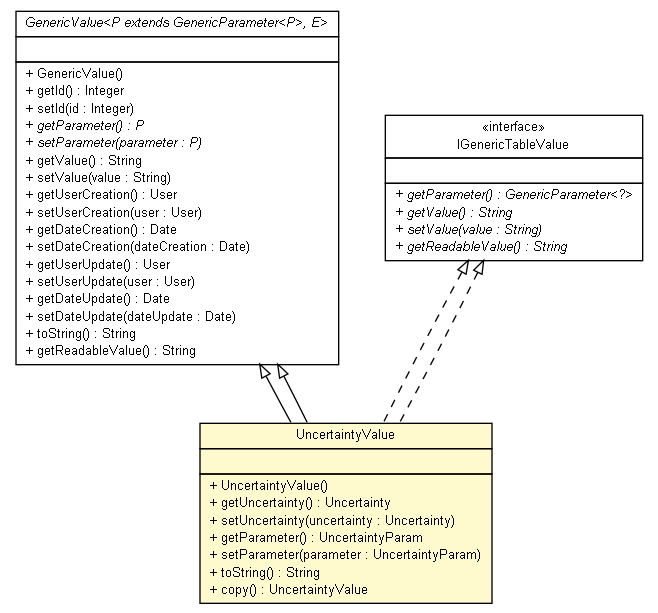 GenericValue<P extends GenericParameter<P>, E>
+ GenericValue()
+ getId() : Integer
+ setId(id : Integer)
+ getParameter() : P
+ setParameter(parameter : P)
+ getValue() : String
+ setValue(value : String)
+ getUserCreation() : User
+ setUserCreation(user : User)
+ getDateCreation() : Date
+ setDateCreation(dateCreation : Date)
+ getUserUpdate() : User
+ setUserUpdate(user : User)
+ getDateUpdate() : Date
+ setDateUpdate(dateUpdate : Date)
+ toString() : String
+ getReadableValue() : String
«interface»
IGenericTableValue
+ getParameter() : GenericParameter<?>
+ getValue() : String
+ setValue(value : String)
+ getReadableValue() : String
UncertaintyValue
+ UncertaintyValue()
+ getUncertainty() : Uncertainty
+ setUncertainty(uncertainty : Uncertainty)
+ getParameter() : UncertaintyParam
+ setParameter(parameter : UncertaintyParam)
+ toString() : String
+ copy() : UncertaintyValue